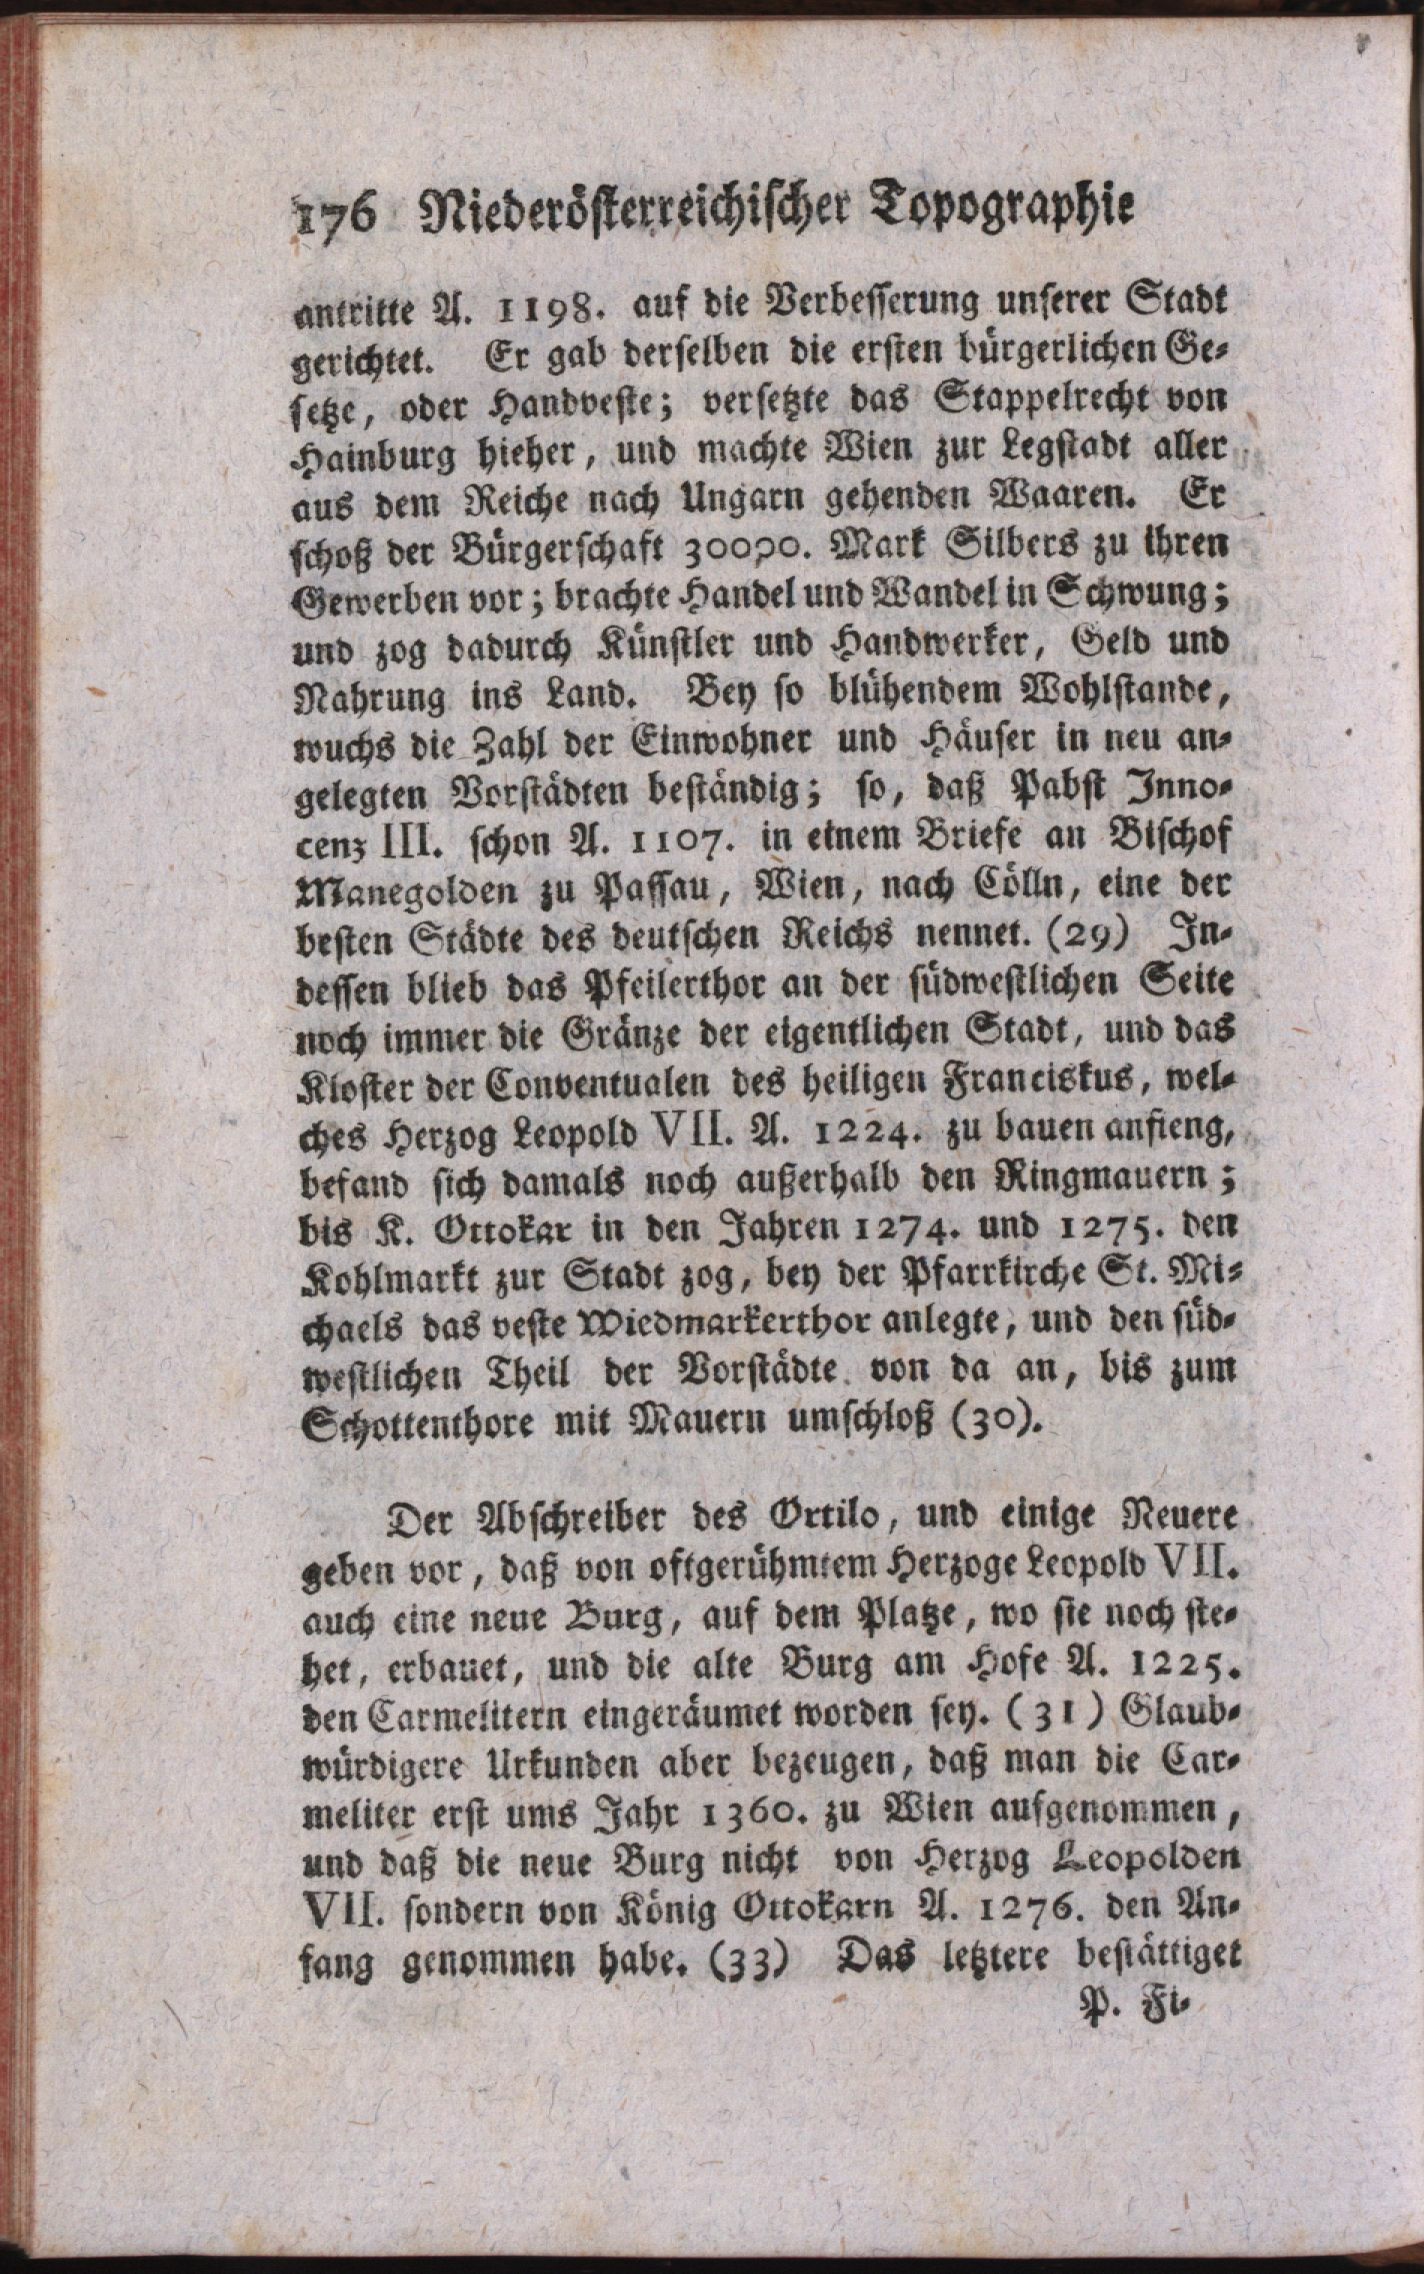 176 Niederösterreichischer Topographie
antritte A. 1198. auf die Verbesserung unserer Stadt
gerichtet. Er gab derselben die ersten bürgerlichen Ge-
setze, oder Handveste; versetzte das Stappelrecht von
Hainburg hieher, und machte Wien zur Legstadt aller
aus dem Reiche nach Ungarn gehenden Waaren. Er
schoß der Bürgerschaft 30000. Mark Silbers zu ihren
Gewerben vor; brachte Handel und Wandel in Schwung;
und zog dadurch Künstler und Handwerker, Geld und
Nahrung ins Land. Bey so blühendem Wohlstande,
wuchs die Zahl der Einwohner und Häuser in neu an-
gelegten Vorstädten beständig; so, daß Pabst Inno-
cenz III. schon A. 1107. in einem Briefe an Bischof
Manegolden zu Passau, Wien, nach Cölln, eine der
besten Städte des deutschen Reichs nennet. (29) In-
dessen blieb das Pfeilerthor an der südwestlichen Seite
noch immer die Gränze der eigentlichen Stadt, und das
Kloster der Conventualen des heiligen Franciskus, wel-
ches Herzog Leopold VII. A. 1224. zu bauen anfieng,
befand sich damals noch außerhalb den Ringmauern;
bis K. Ottokar in den Jahren 1274. und 1275. den
Kohlmarkt zur Stadt zog, bey der Pfarrkirche St. Mi-
chaels das veste Wiedmarkerthor anlegte, und den süd-
westlichen Theil der Vorstädte von da an, bis zum
Schottenthore mit Mauern umschloß (30).
Der Abschreiber des Ortilo, und einige Neuere
geben vor, daß von oftgerühmtem Herzoge Leopold VII.
auch eine neue Burg, auf dem Platze, wo sie noch ste-
het, erbauet, und die alte Burg am Hofe A. 1225.
den Carmelitern eingeräumet worden sey. (31) Glaub-
würdigere Urkunden aber bezeugen, daß man die Car-
meliter erst ums Jahr 1360. zu Wien aufgenommen,
und daß die neue Burg nicht von Herzog Leopolden
VII. sondern von König Ottokarn A. 1276. den An-
fang genommen habe. (33) Das letztere bestättiget
P. Fi-